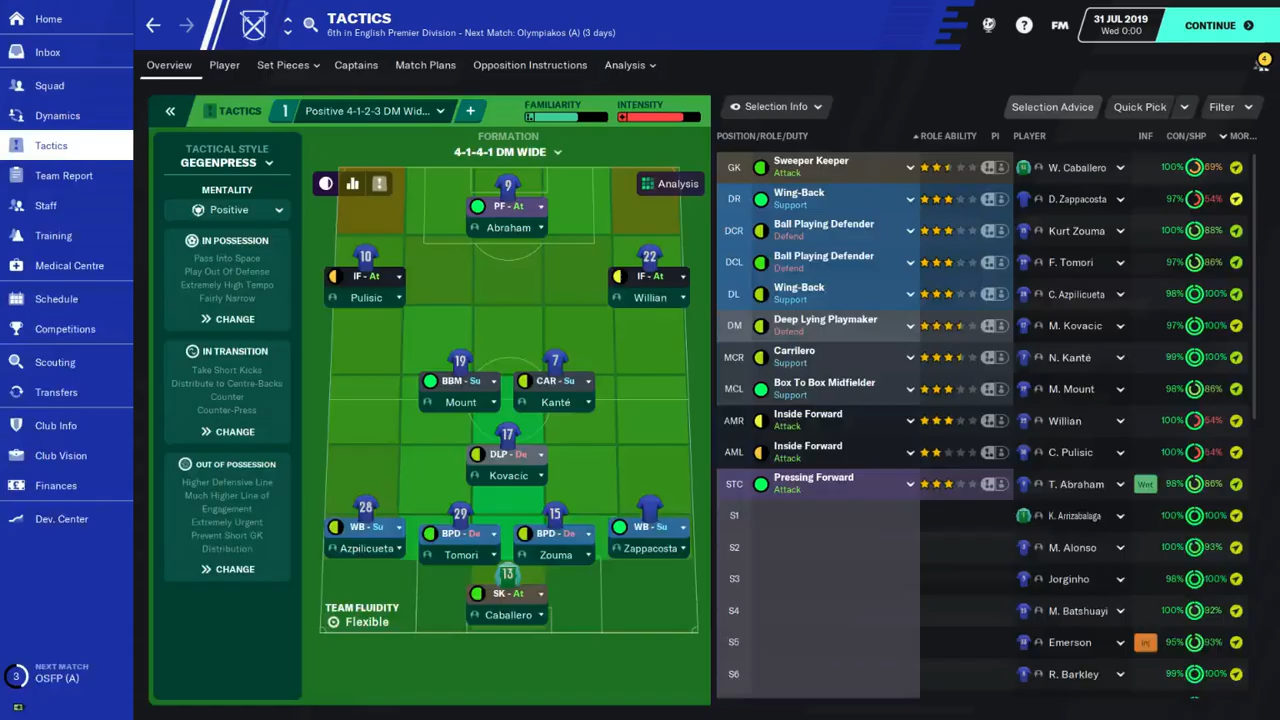 Home
Inbox
Squad
Dynamics
Tactics
Team Report
Staff
Training
Medical Centre
Schedule
Competitions
Scouting
Transfers
Club Info
Club Vision
Finances
Dev. Center
3
NEXT MATCH
OSFP (A)
TACTICS
6th in English Premier Division - Next Match: Olympiakos (A) (3 days)
?
FM
31 JUL 2019
Wed 0:00
CONTINUE
Overview
Player
Set Pieces
Captains
Match Plans
Opposition Instructions
Analysis
4
TACTICS
1
Positive 4-1-2-3 DM Wid...
+
FAMILIARITY
INTENSITY
TACTICAL STYLE
GEGENPRESS
MENTALITY
Positive
IN POSSESSION
Pass Into Space
Play Out Of Defense
Extremely High Tempo
Fairly Narrow
CHANGE
IN TRANSITION
Take Short Kicks
Distribute to Centre-Backs
Counter
Counter-Press
CHANGE
OUT OF POSSESSION
Higher Defensive Line
Much Higher Line of
Engagement
Extremely Urgent
Prevent Short GK
Distribution
CHANGE
FORMATION
4-1-4-1 DM WIDE
Analysis
9
PF - At
Abraham
10
IF - At
Pulisic
22
IF - At
Willian
19
BBM - Su
Mount
7
CAR - Su
Kanté
17
DLP - De
Kovacic
28
WB - Su
Azpilicueta
29
BPD - De
Tomori
15
BPD - De
Zouma
WB - Su
Zappacosta
13
SK - At
Caballero
TEAM FLUIDITY
Flexible
Selection Info
Selection Advice
Quick Pick
Filter
POSITION/ROLE/DUTY ROLE ABILITY PI PLAYER INF CON/SHP MOR...
GK Sweeper Keeper W. Caballero 100% 69%
Attack
DR Wing-Back D. Zappacosta 97% 54%
Support
DCR Ball Playing Defender Kurt Zouma 100% 88%
Defend
DCL Ball Playing Defender F. Tomori 97% 86%
Defend
DL Wing-Back C. Azpilicueta 98% 100%
Support
DM Deep Lying Playmaker M. Kovacic 97% 100%
Defend
MCR Carrilero N. Kanté 99% 100%
Support
MCL Box To Box Midfielder M. Mount 98% 86%
Support
AMR Inside Forward Willian 100% 54%
Attack
AML Inside Forward C. Pulisic 100% 54%
Attack
STC Pressing Forward T. Abraham Wnt 98% 86%
Attack
S1 K. Arrizabalaga 100% 100%
S2 M. Alonso 100% 93%
S3 Jorginho 98% 100%
S4 M. Batshuayi 100% 92%
S5 Emerson Inj 95% 93%
S6 R. Barkley 99% 100%